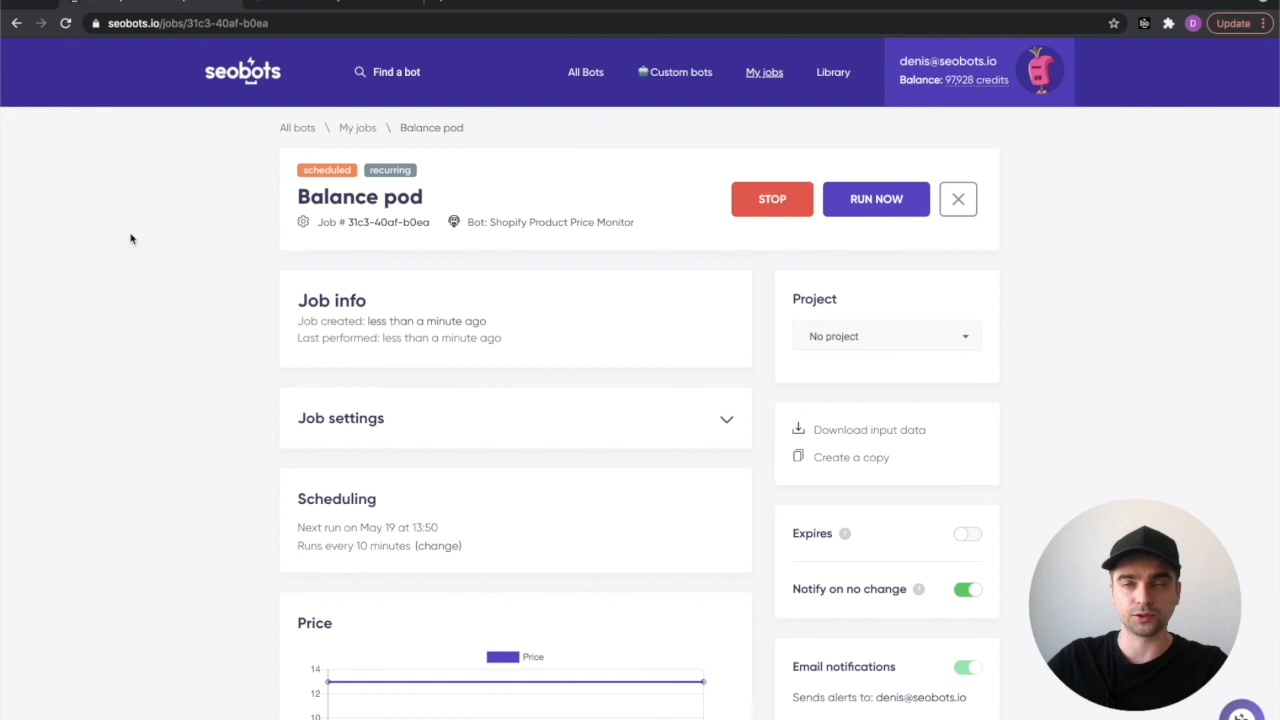 seobots.io/jobs/31c3-40af-b0ea
D
Update
seobots
Find a bot
All Bots
Custom bots
My jobs
Library
denis@seobots.io
Balance: 97,928 credits
All bots \ My jobs \ Balance pod
scheduled recurring
Balance pod
Job # 31c3-40af-b0ea
Bot: Shopify Product Price Monitor
STOP
RUN NOW
Job info
Job created: less than a minute ago
Last performed: less than a minute ago
Project
No project
Job settings
Download input data
Create a copy
Scheduling
Next run on May 19 at 13:50
Runs every 10 minutes (change)
Expires ?
Notify on no change ?
Price
Price
14
12
10
Email notifications
Sends alerts to: denis@seobots.io